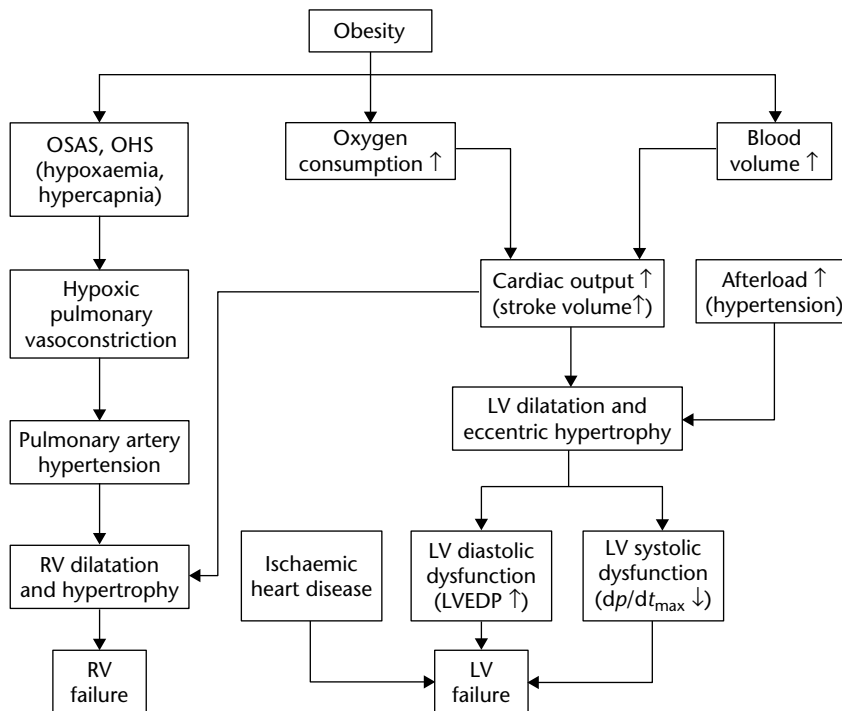 Obesity
OSAS, OHS
(hypoxaemia,
hypercapnia)
Oxygen
consumption ↑
Blood
volume ↑
Hypoxic
pulmonary
vasoconstriction
Cardiac output ↑
(stroke volume↑)
Afterload ↑
(hypertension)
Pulmonary artery
hypertension
LV dilatation and
eccentric hypertrophy
RV dilatation
and hypertrophy
Ischaemic
heart disease
LV diastolic
dysfunction
(LVEDP ↑)
LV systolic
dysfunction
(dp/dtmax ↓)
RV
failure
LV
failure